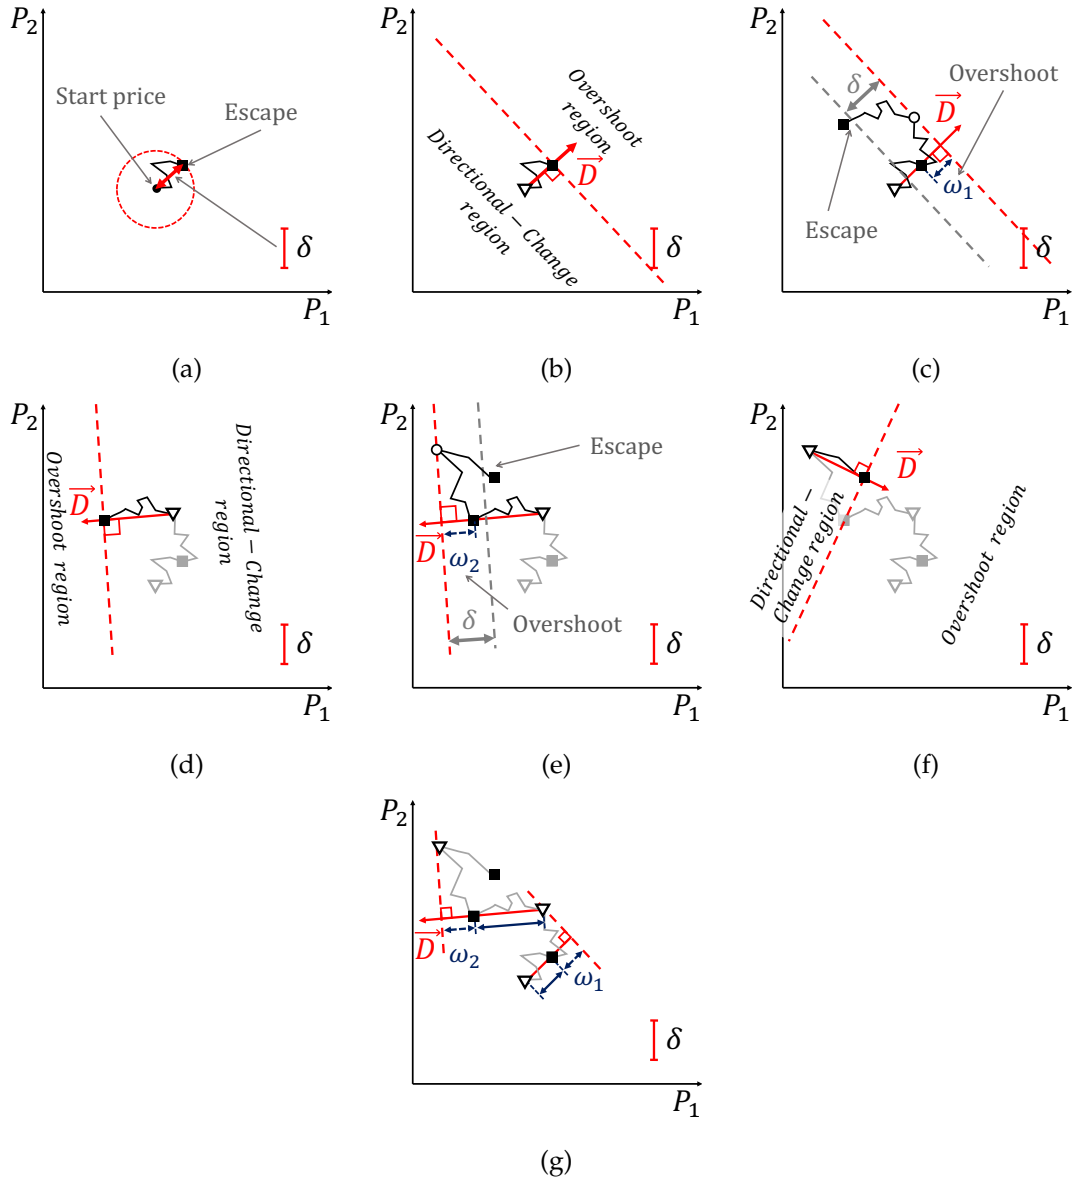 P₂
Start price
Escape
δ
P₁
(a)
P₂
Overshoot
region
D
Directional − Change
region
δ
P₁
(b)
P₂
Overshoot
δ
D
ω₁
Escape
δ
P₁
(c)
P₂
Overshoot region
D
Directional − Change
region
δ
P₁
(d)
P₂
Escape
D
ω₂
δ
Overshoot
δ
P₁
(e)
P₂
D
Directional −
Change region
Overshoot region
δ
P₁
(f)
P₂
D
ω₂
ω₁
δ
P₁
(g)